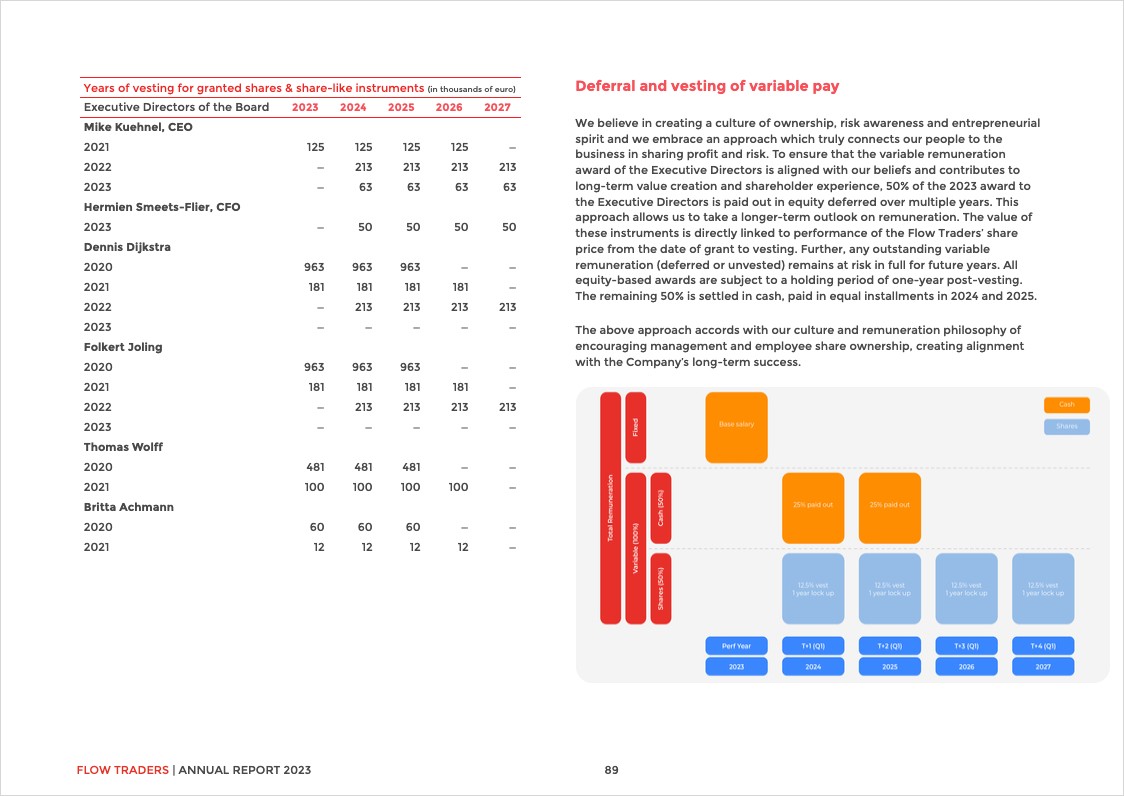 Years of vesting for granted shares & share-like instruments (in thousands of euro)
Executive Directors of the Board 2023 2024 2025 2026 2027
Mike Kuehnel, CEO
2021 125 125 125 125 –
2022 – 213 213 213 213
2023 – 63 63 63 63
Hermien Smeets-Flier, CFO
2023 – 50 50 50 50
Dennis Dijkstra
2020 963 963 963 – –
2021 181 181 181 181 –
2022 – 213 213 213 213
2023 – – – – –
Folkert Joling
2020 963 963 963 – –
2021 181 181 181 181 –
2022 – 213 213 213 213
2023 – – – – –
Thomas Wolff
2020 481 481 481 – –
2021 100 100 100 100 –
Britta Achmann
2020 60 60 60 – –
2021 12 12 12 12 –
Deferral and vesting of variable pay
We believe in creating a culture of ownership, risk awareness and entrepreneurial
spirit and we embrace an approach which truly connects our people to the
business in sharing profit and risk. To ensure that the variable remuneration
award of the Executive Directors is aligned with our beliefs and contributes to
long-term value creation and shareholder experience, 50% of the 2023 award to
the Executive Directors is paid out in equity deferred over multiple years. This
approach allows us to take a longer-term outlook on remuneration. The value of
these instruments is directly linked to performance of the Flow Traders’ share
price from the date of grant to vesting. Further, any outstanding variable
remuneration (deferred or unvested) remains at risk in full for future years. All
equity-based awards are subject to a holding period of one-year post-vesting.
The remaining 50% is settled in cash, paid in equal installments in 2024 and 2025.
The above approach accords with our culture and remuneration philosophy of
encouraging management and employee share ownership, creating alignment
with the Company’s long-term success.
Total Remuneration
Fixed
Base salary
Cash
Shares
Variable (100%)
Cash (50%)
25% paid out
25% paid out
Shares (50%)
12.5% vest
1 year lock up
12.5% vest
1 year lock up
12.5% vest
1 year lock up
12.5% vest
1 year lock up
Perf Year T+1 (Q1) T+2 (Q1) T+3 (Q1) T+4 (Q1)
2023 2024 2025 2026 2027
FLOW TRADERS | ANNUAL REPORT 2023
89